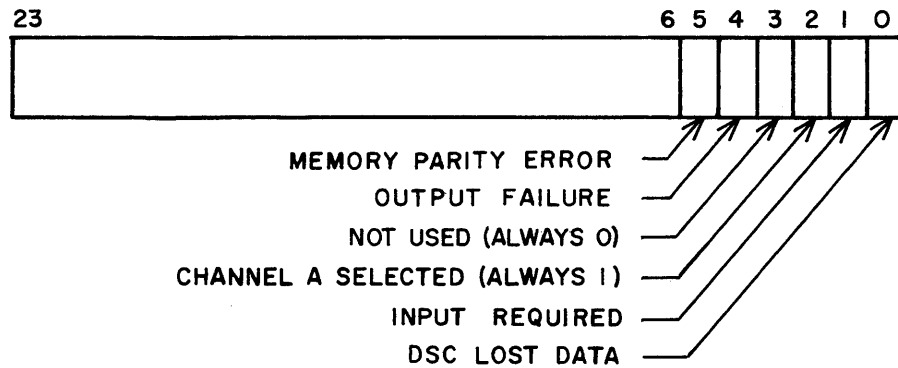 23 6 5 4 3 2 1 0
MEMORY PARITY ERROR
OUTPUT FAILURE
NOT USED (ALWAYS 0)
CHANNEL A SELECTED (ALWAYS 1)
INPUT REQUIRED
DSC LOST DATA